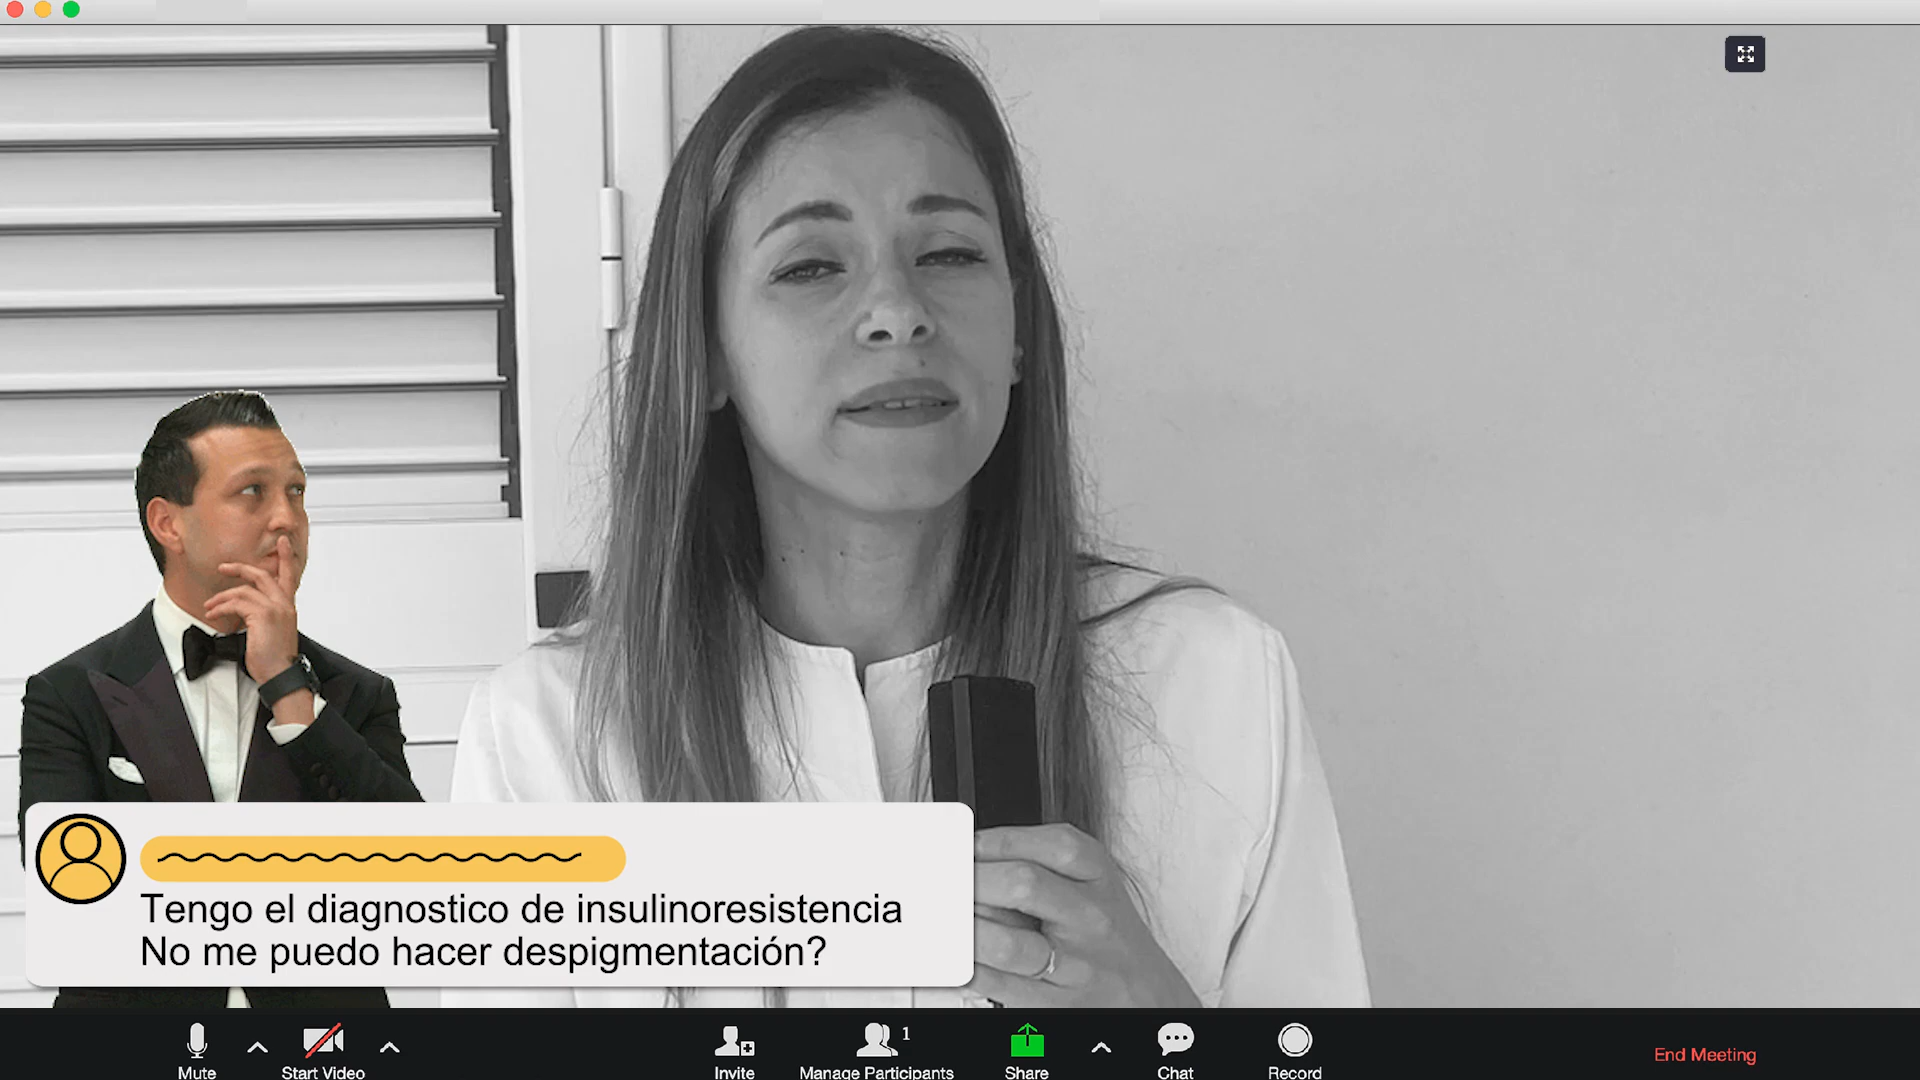 Tengo el diagnostico de insulinoresistencia
No me puedo hacer despigmentación?
Mute
Start Video
Invite
Manage Participants
1
Share
Chat
Record
End Meeting